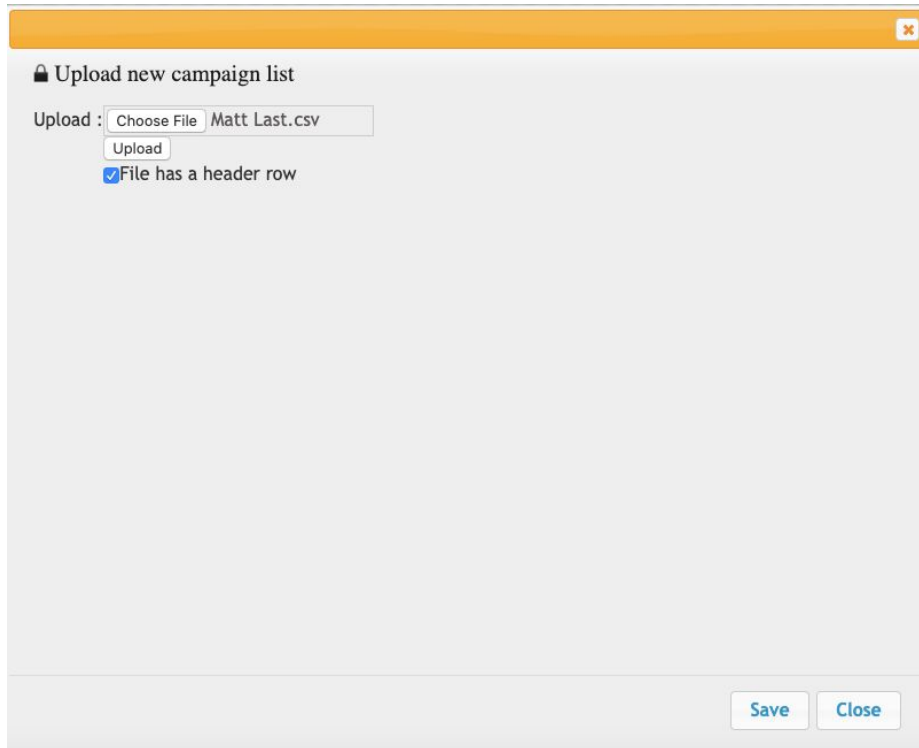 Upload new campaign list
Upload : Choose File Matt Last.csv
Upload
File has a header row
Save Close